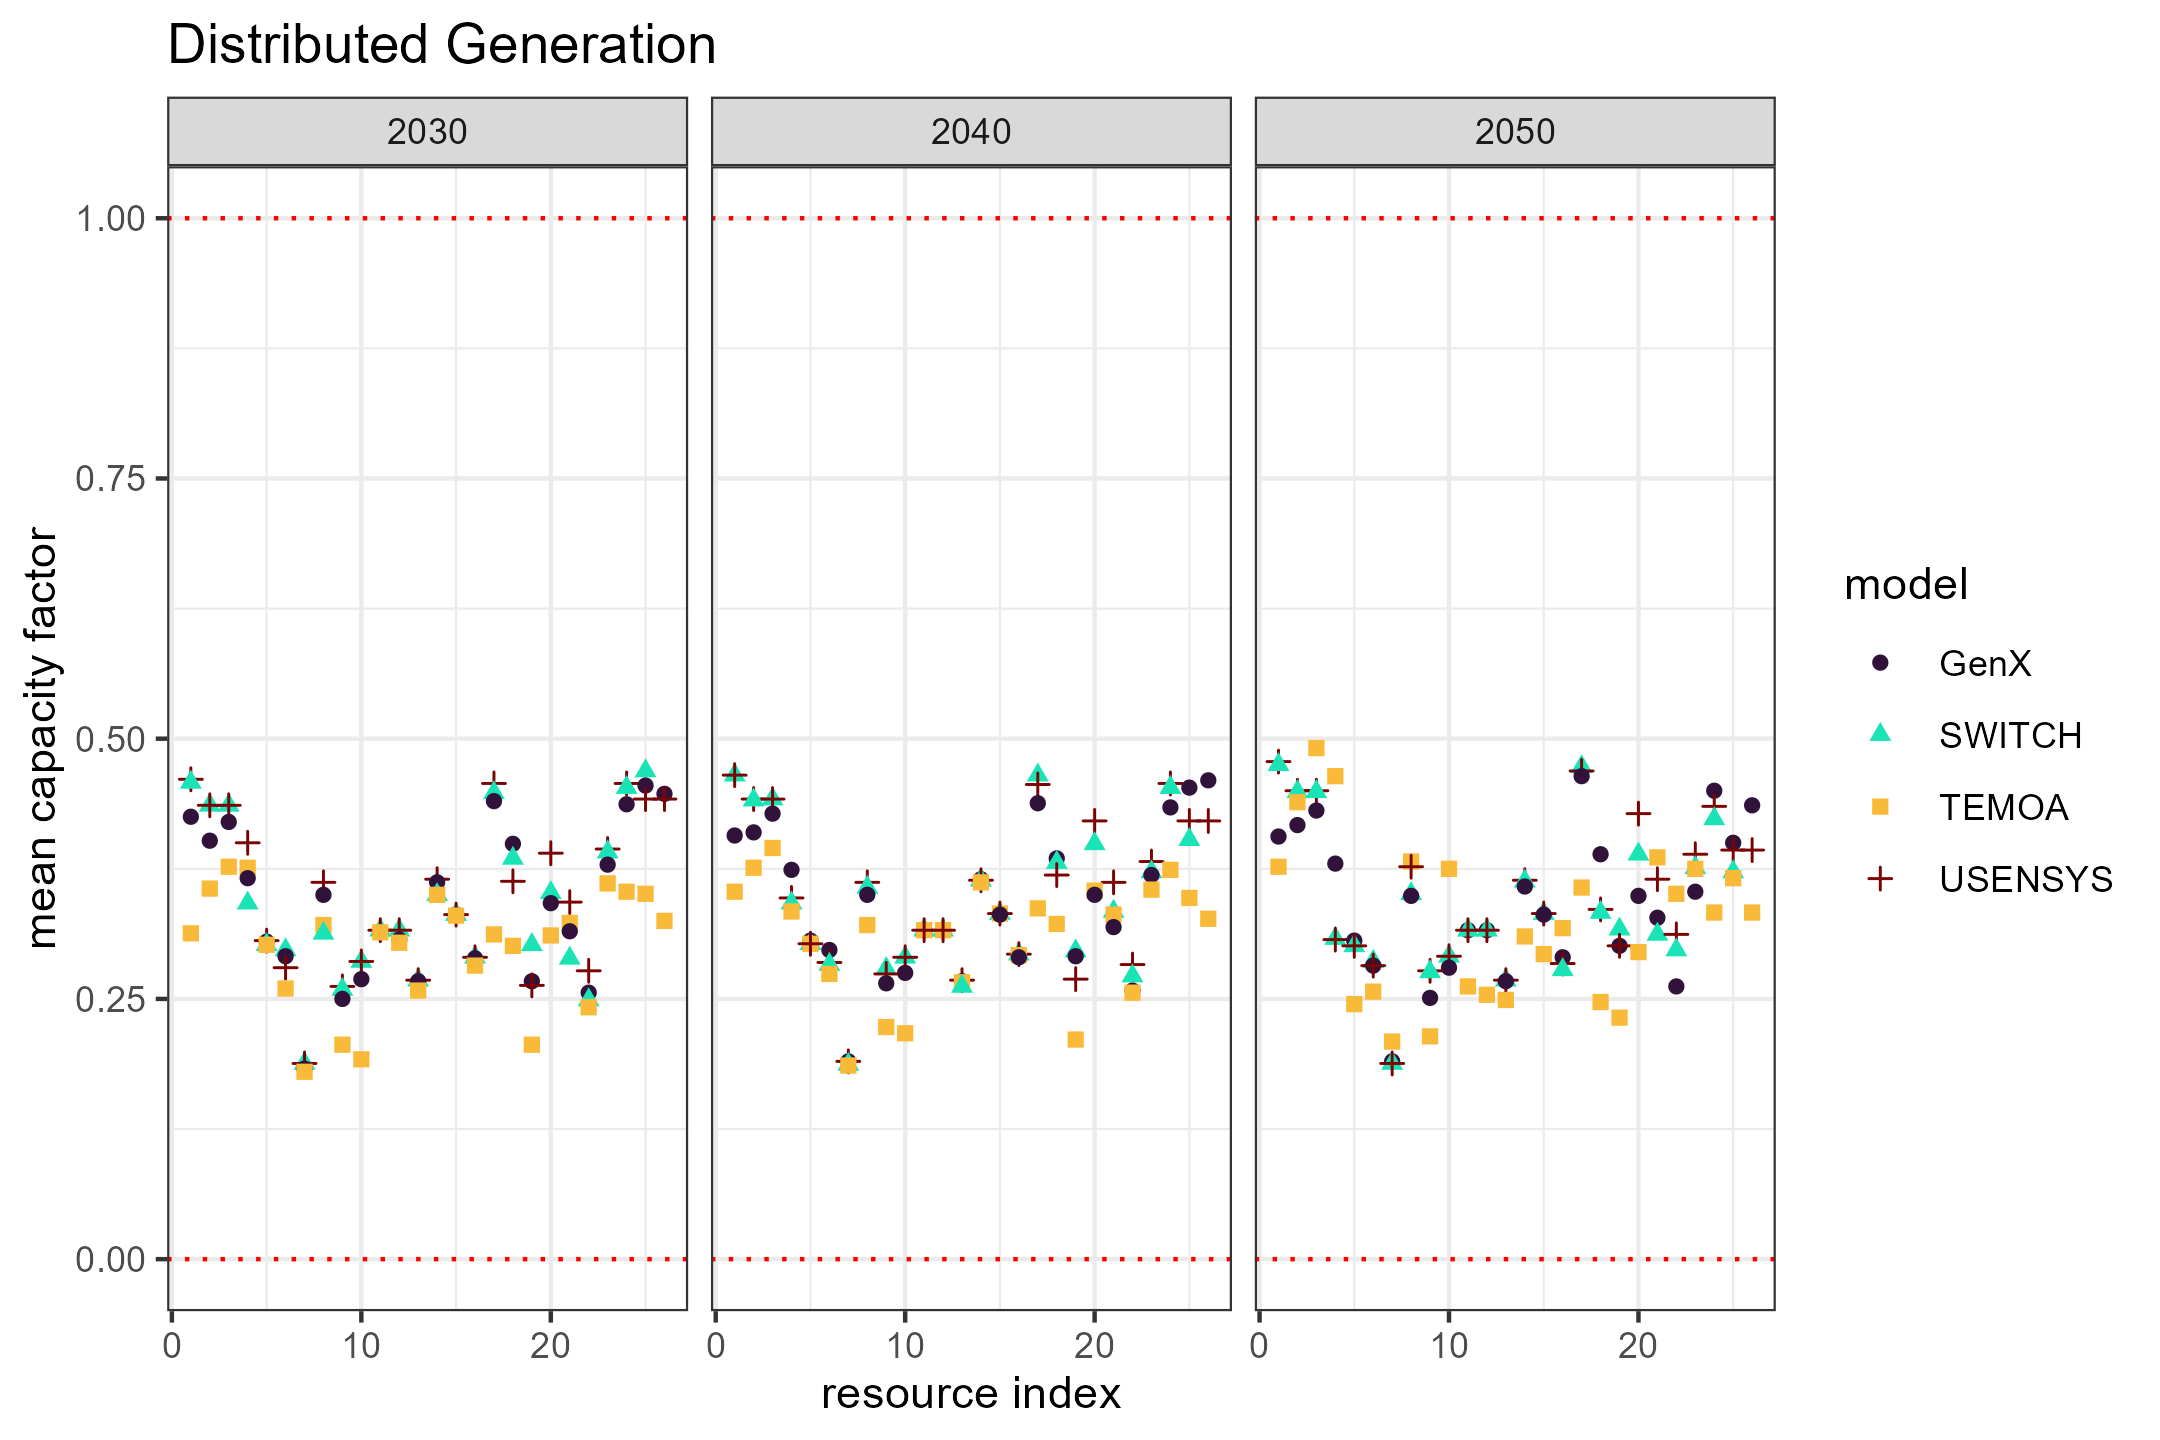 Distributed Generation
2030 2040 2050
1.00
0.75
0.50
0.25
0.00
mean capacity factor
0 10 20 0 10 20 0 10 20
resource index
model
GenX
SWITCH
TEMOA
USENSYS